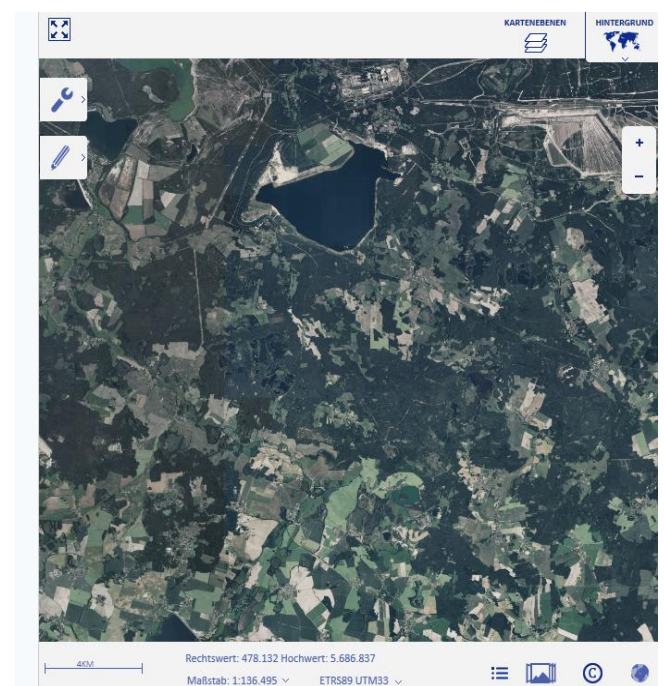 KARTENEBENEN
HINTERGRUND
+
−
4KM
Rechtswert: 478.132 Hochwert: 5.686.837
Maßstab: 1:136.495
ETRS89 UTM33
©